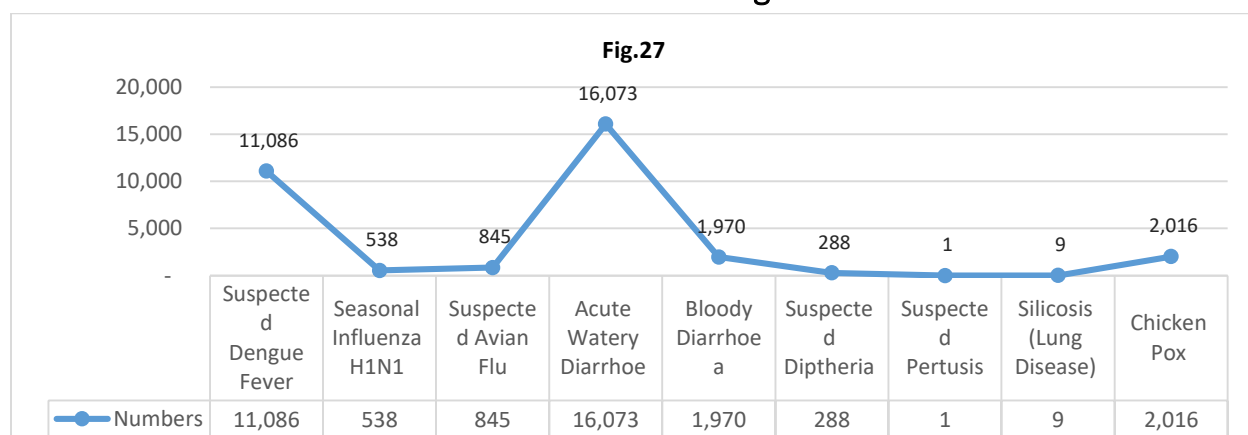 Fig.27
20,000
15,000
10,000
5,000
-
11,086
538
845
16,073
1,970
288
1
9
2,016
Suspecte
d
Dengue
Fever
Seasonal
Influenza
H1N1
Suspecte
d Avian
Flu
Acute
Watery
Diarrhoe
Bloody
Diarrhoe
a
Suspecte
d
Diptheria
Suspecte
d
Pertusis
Silicosis
(Lung
Disease)
Chicken
Pox
Numbers 11,086 538 845 16,073 1,970 288 1 9 2,016